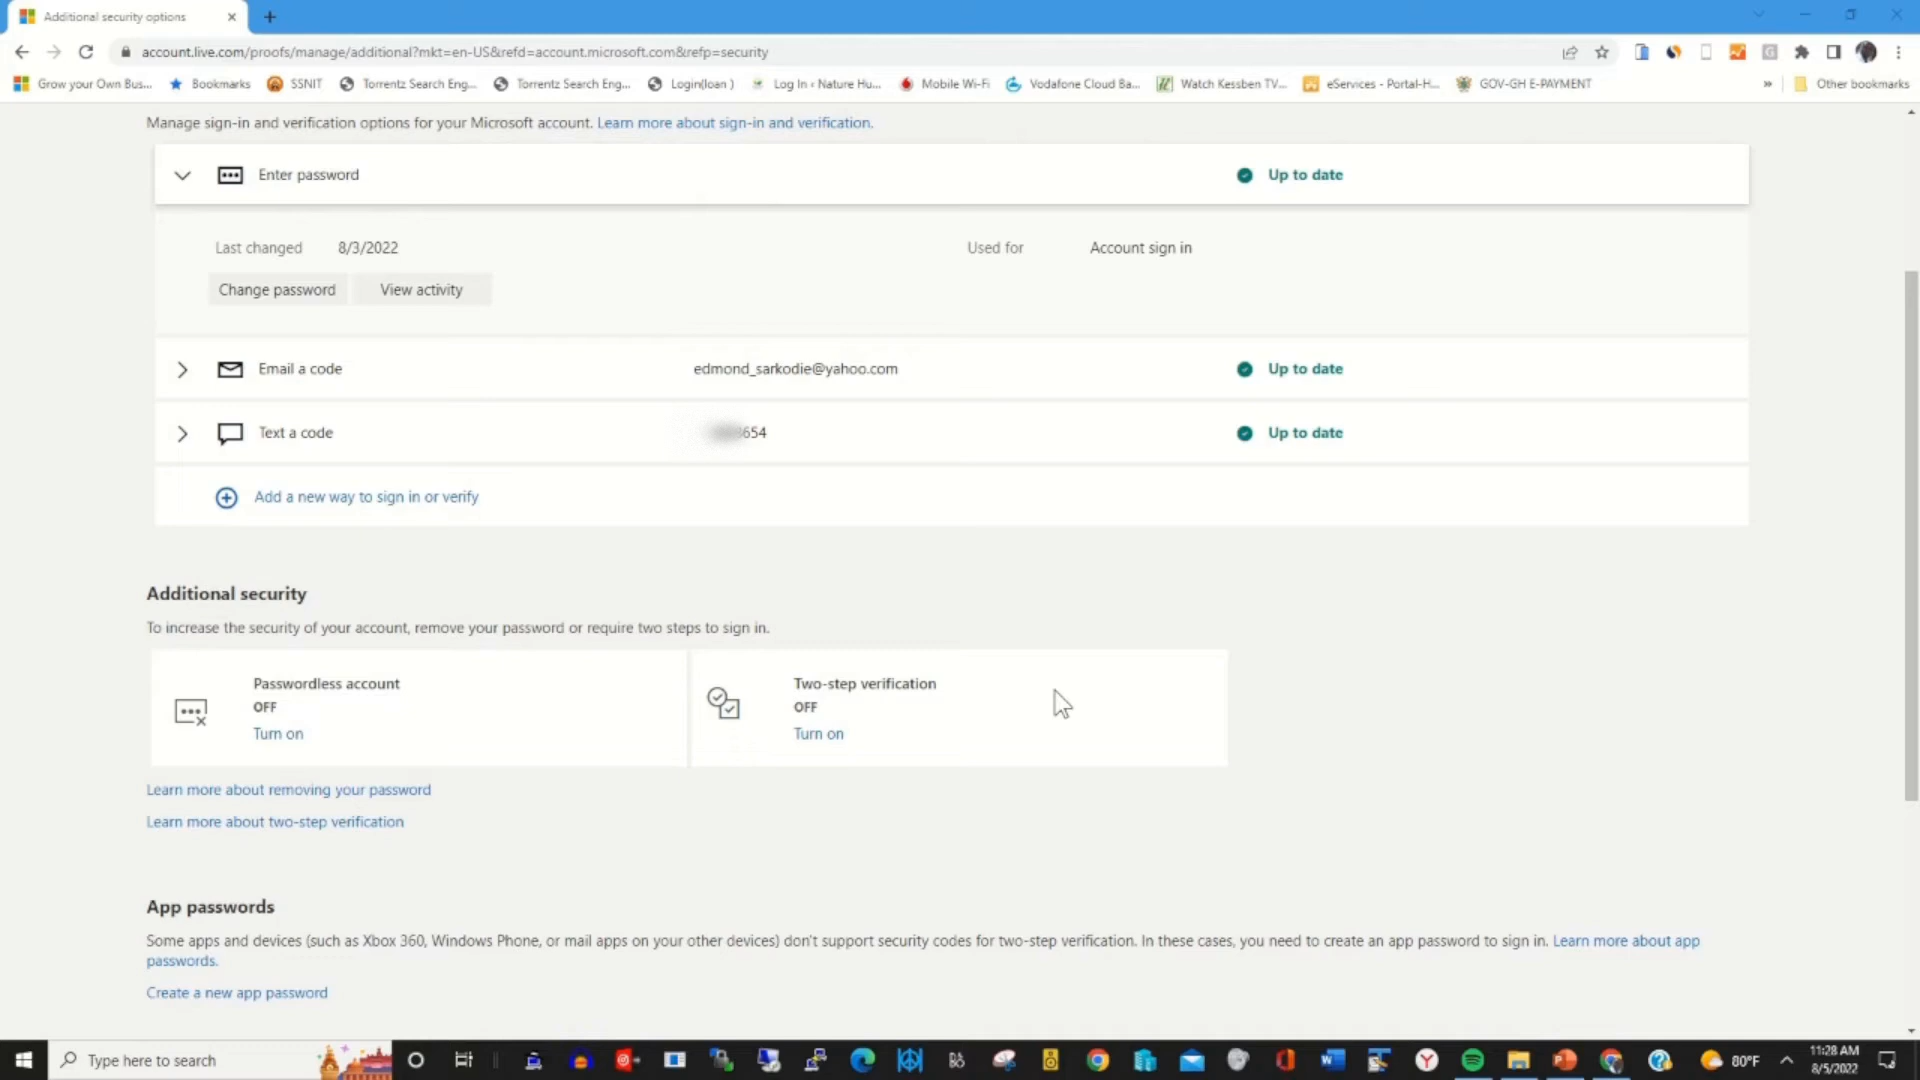 Additional security options
account.live.com/proofs/manage/additional?mkt=en-US&refd=account.microsoft.com&refp=security
Grow your Own Bus... Bookmarks SSNIT Torrentz Search Eng... Torrentz Search Eng... Login(loan ) Log In ‹ Nature Hu... Mobile Wi-Fi Vodafone Cloud Ba... Watch Kessben TV... eServices - Portal-H... GOV-GH E-PAYMENT » Other bookmarks
Manage sign-in and verification options for your Microsoft account. Learn more about sign-in and verification.
Enter password Up to date
Last changed 8/3/2022 Used for Account sign in
Change password View activity
Email a code edmond_sarkodie@yahoo.com Up to date
Text a code 654 Up to date
Add a new way to sign in or verify
Additional security
To increase the security of your account, remove your password or require two steps to sign in.
Passwordless account
OFF
Turn on
Two-step verification
OFF
Turn on
Learn more about removing your password
Learn more about two-step verification
App passwords
Some apps and devices (such as Xbox 360, Windows Phone, or mail apps on your other devices) don't support security codes for two-step verification. In these cases, you need to create an app password to sign in. Learn more about app
passwords.
Create a new app password
Type here to search
80°F
11:28 AM
8/5/2022